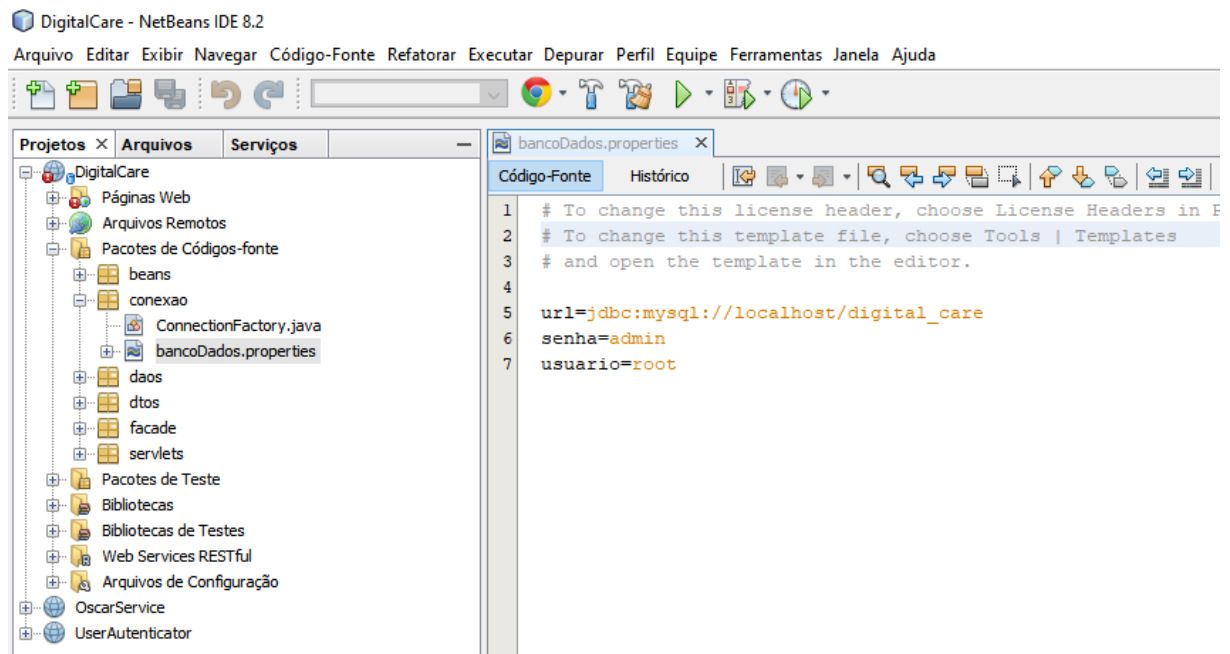 DigitalCare - NetBeans IDE 8.2
Arquivo Editar Exibir Navegar Código-Fonte Refatorar Executar Depurar Perfil Equipe Ferramentas Janela Ajuda
Projetos Arquivos Serviços
DigitalCare
Páginas Web
Arquivos Remotos
Pacotes de Códigos-fonte
beans
conexao
ConnectionFactory.java
bancoDados.properties
daos
dtos
facade
servlets
Pacotes de Teste
Bibliotecas
Bibliotecas de Testes
Web Services RESTful
Arquivos de Configuração
OscarService
UserAutenticator
bancoDados.properties
Código-Fonte Histórico
1 # To change this license header, choose License Headers in
2 # To change this template file, choose Tools | Templates
3 # and open the template in the editor.
4
5 url=jdbc:mysql://localhost/digital_care
6 senha=admin
7 usuario=root